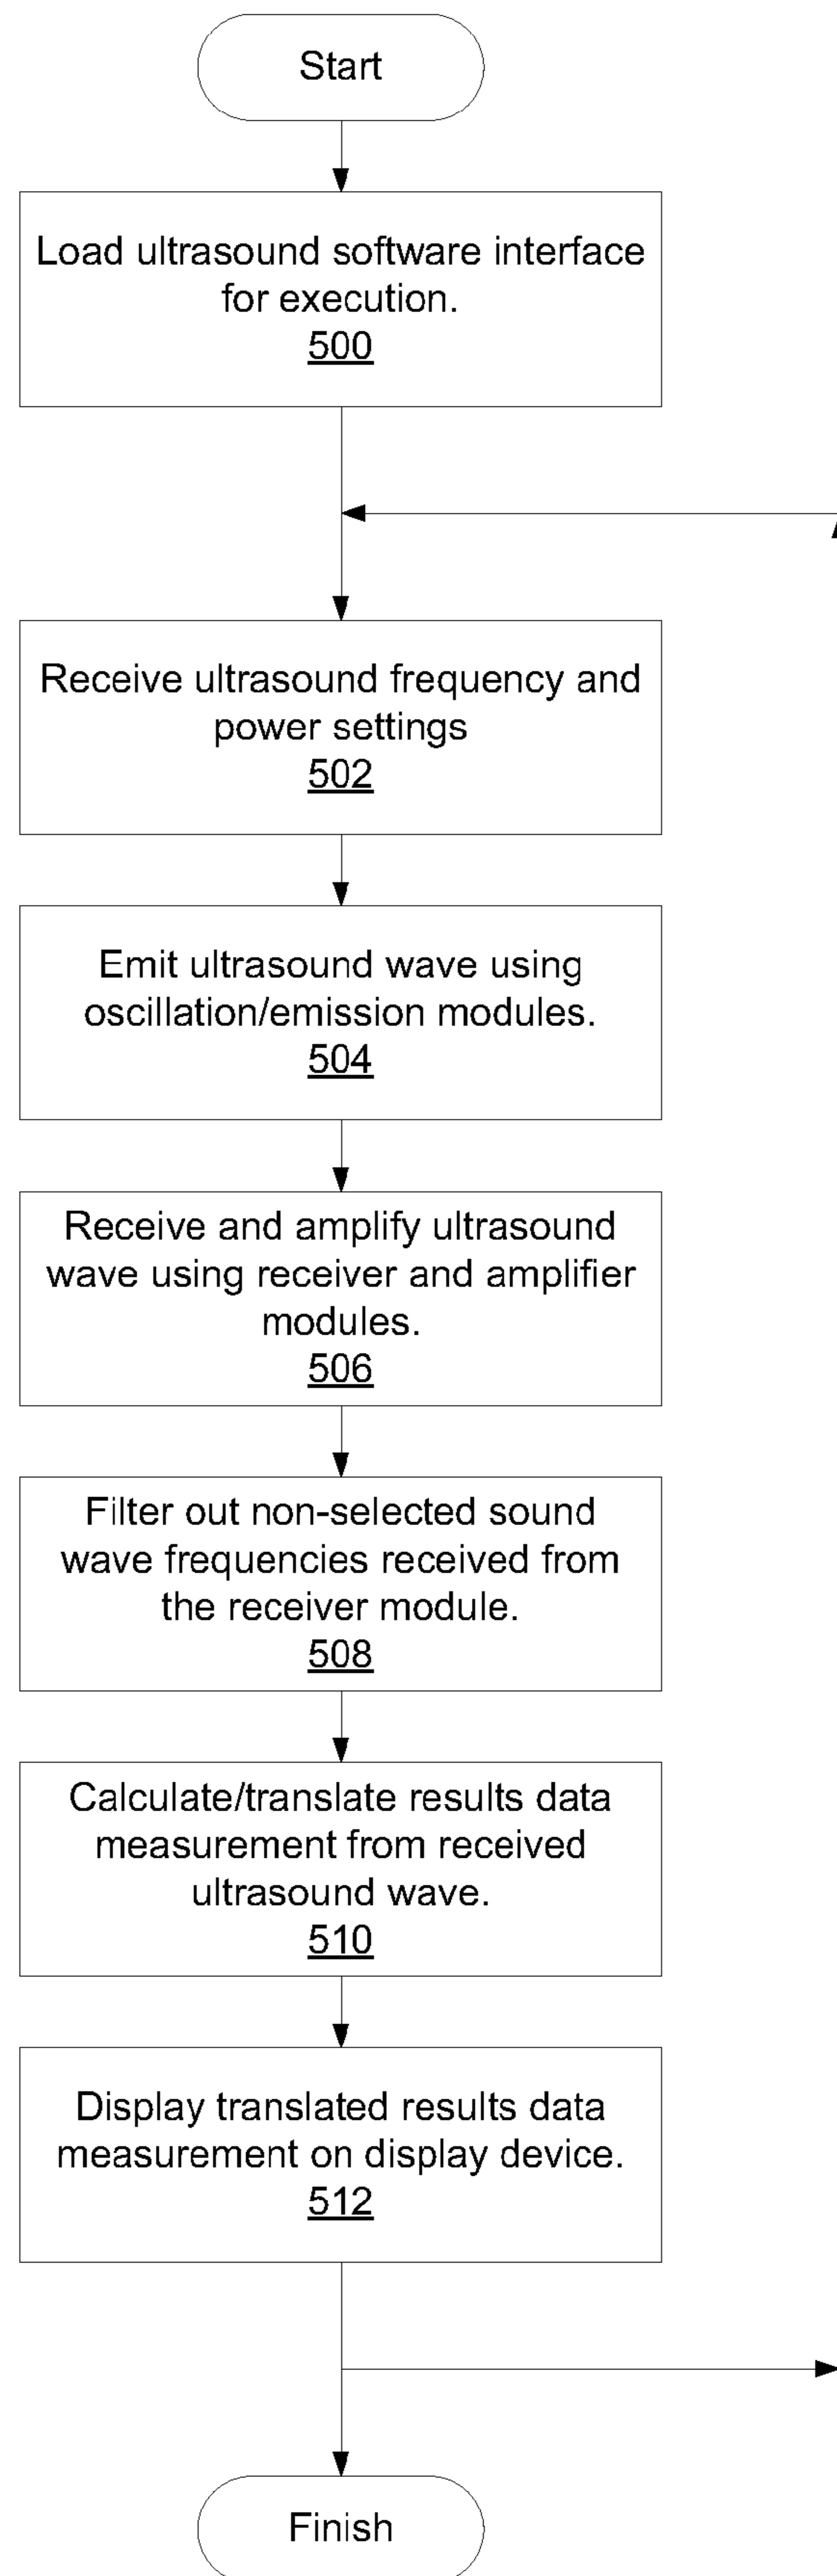 Start
Load ultrasound software interface
for execution.
500
Receive ultrasound frequency and
power settings
502
Emit ultrasound wave using
oscillation/emission modules.
504
Receive and amplify ultrasound
wave using receiver and amplifier
modules.
506
Filter out non-selected sound
wave frequencies received from
the receiver module.
508
Calculate/translate results data
measurement from received
ultrasound wave.
510
Display translated results data
measurement on display device.
512
Finish